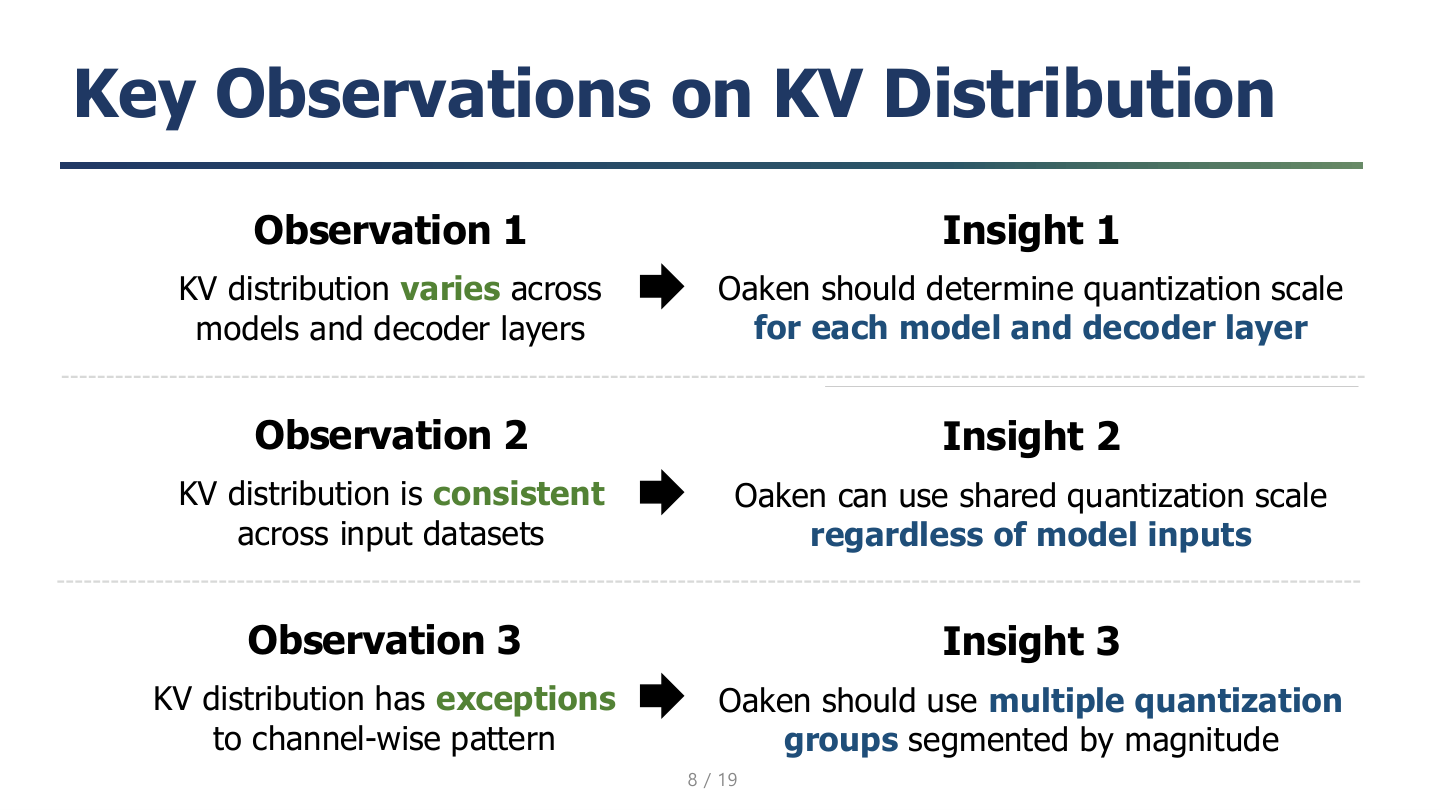 Key Observations on KV Distribution
Observation 1
KV distribution varies across
models and decoder layers
Insight 1
Oaken should determine quantization scale
for each model and decoder layer
Observation 2
KV distribution is consistent
across input datasets
Insight 2
Oaken can use shared quantization scale
regardless of model inputs
Observation 3
KV distribution has exceptions
to channel-wise pattern
Insight 3
Oaken should use multiple quantization
groups segmented by magnitude
8 / 19